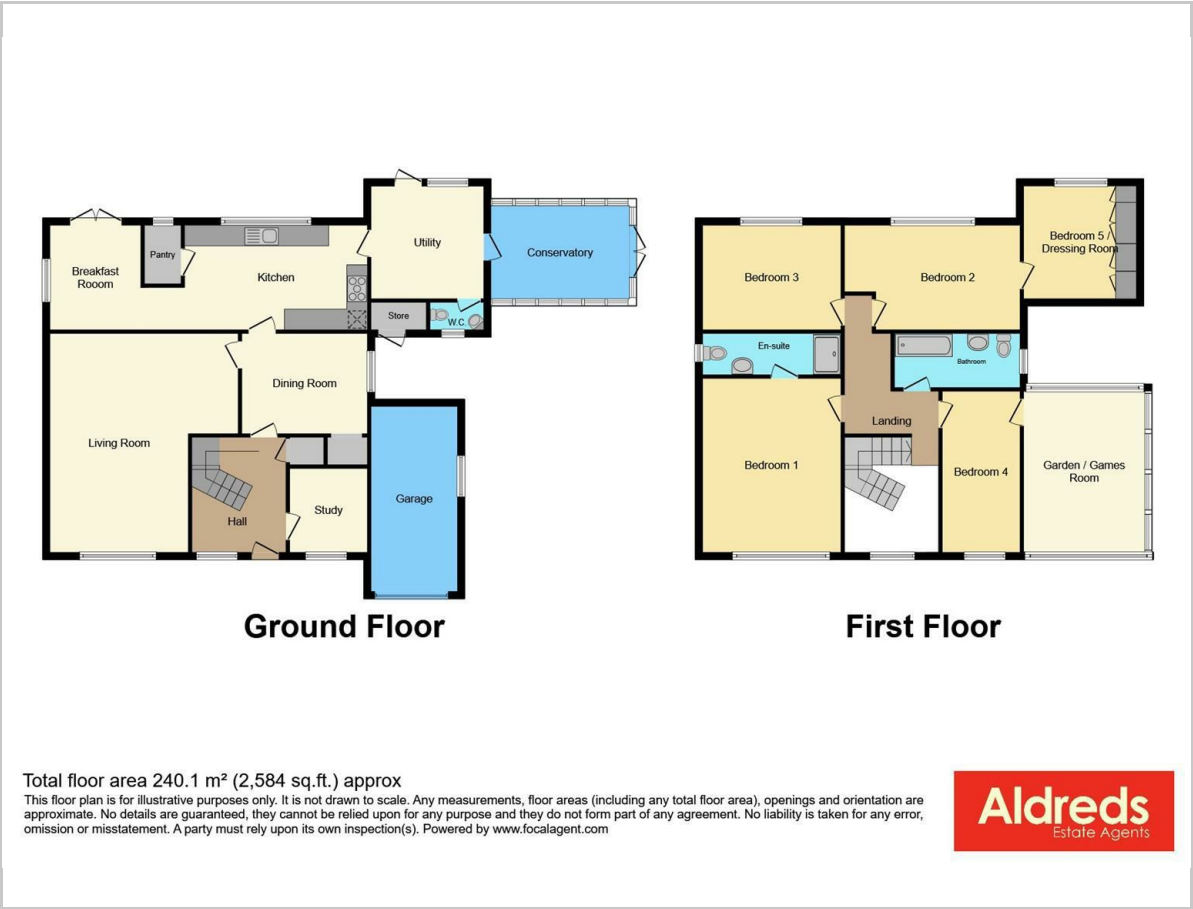 Utility
Conservatory
Pantry
Breakfast
Rooom
Kitchen
Store
W.C.
Dining Room
Living Room
Study
Hall
Garage
Ground Floor
Bedroom 5 /
Dressing Room
Bedroom 3
Bedroom 2
En-suite
Bathroom
Landing
Bedroom 1
Bedroom 4
Garden / Games
Room
First Floor
Total floor area 240.1 m² (2,584 sq.ft.) approx
This floor plan is for illustrative purposes only. It is not drawn to scale. Any measurements, floor areas (including any total floor area), openings and orientation are
approximate. No details are guaranteed, they cannot be relied upon for any purpose and they do not form part of any agreement. No liability is taken for any error,
omission or misstatement. A party must rely upon its own inspection(s). Powered by www.focalagent.com
Aldreds
Estate Agents